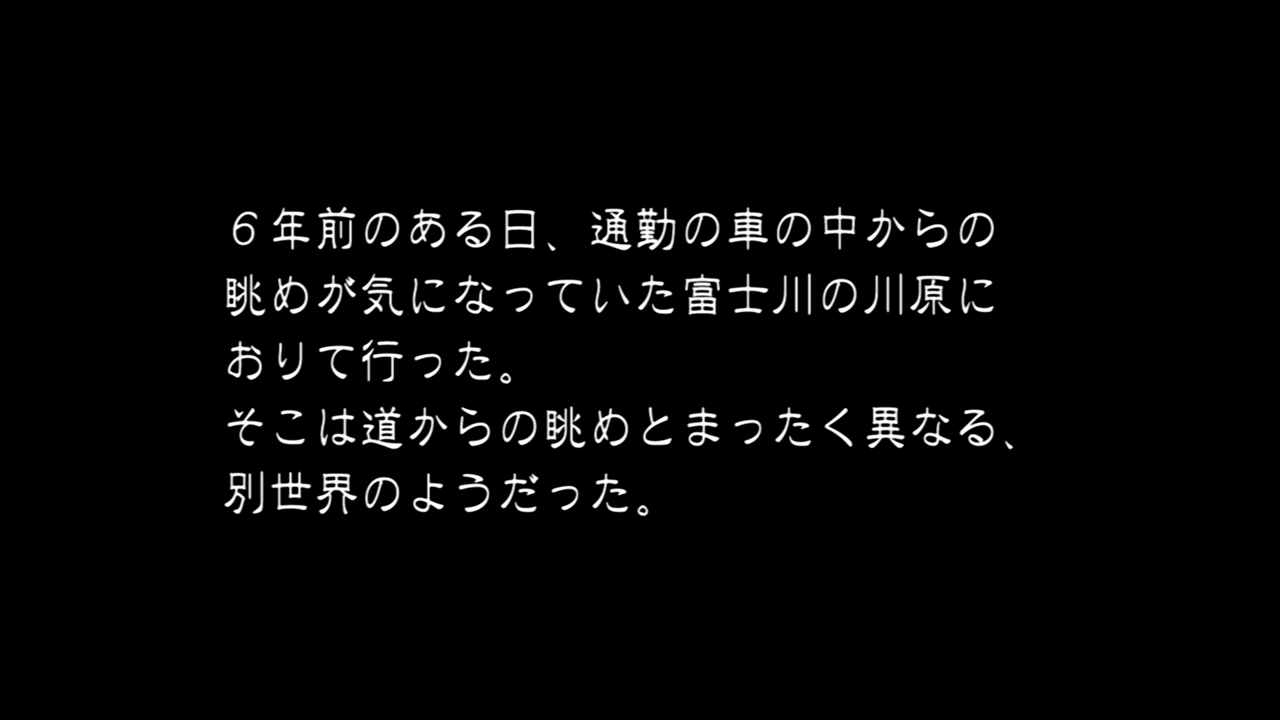 ６年前のある日、通勤の車の中からの
眺めが気になっていた富士川の川原に
おりて行った。
そこは道からの眺めとまったく異なる、
別世界のようだった。